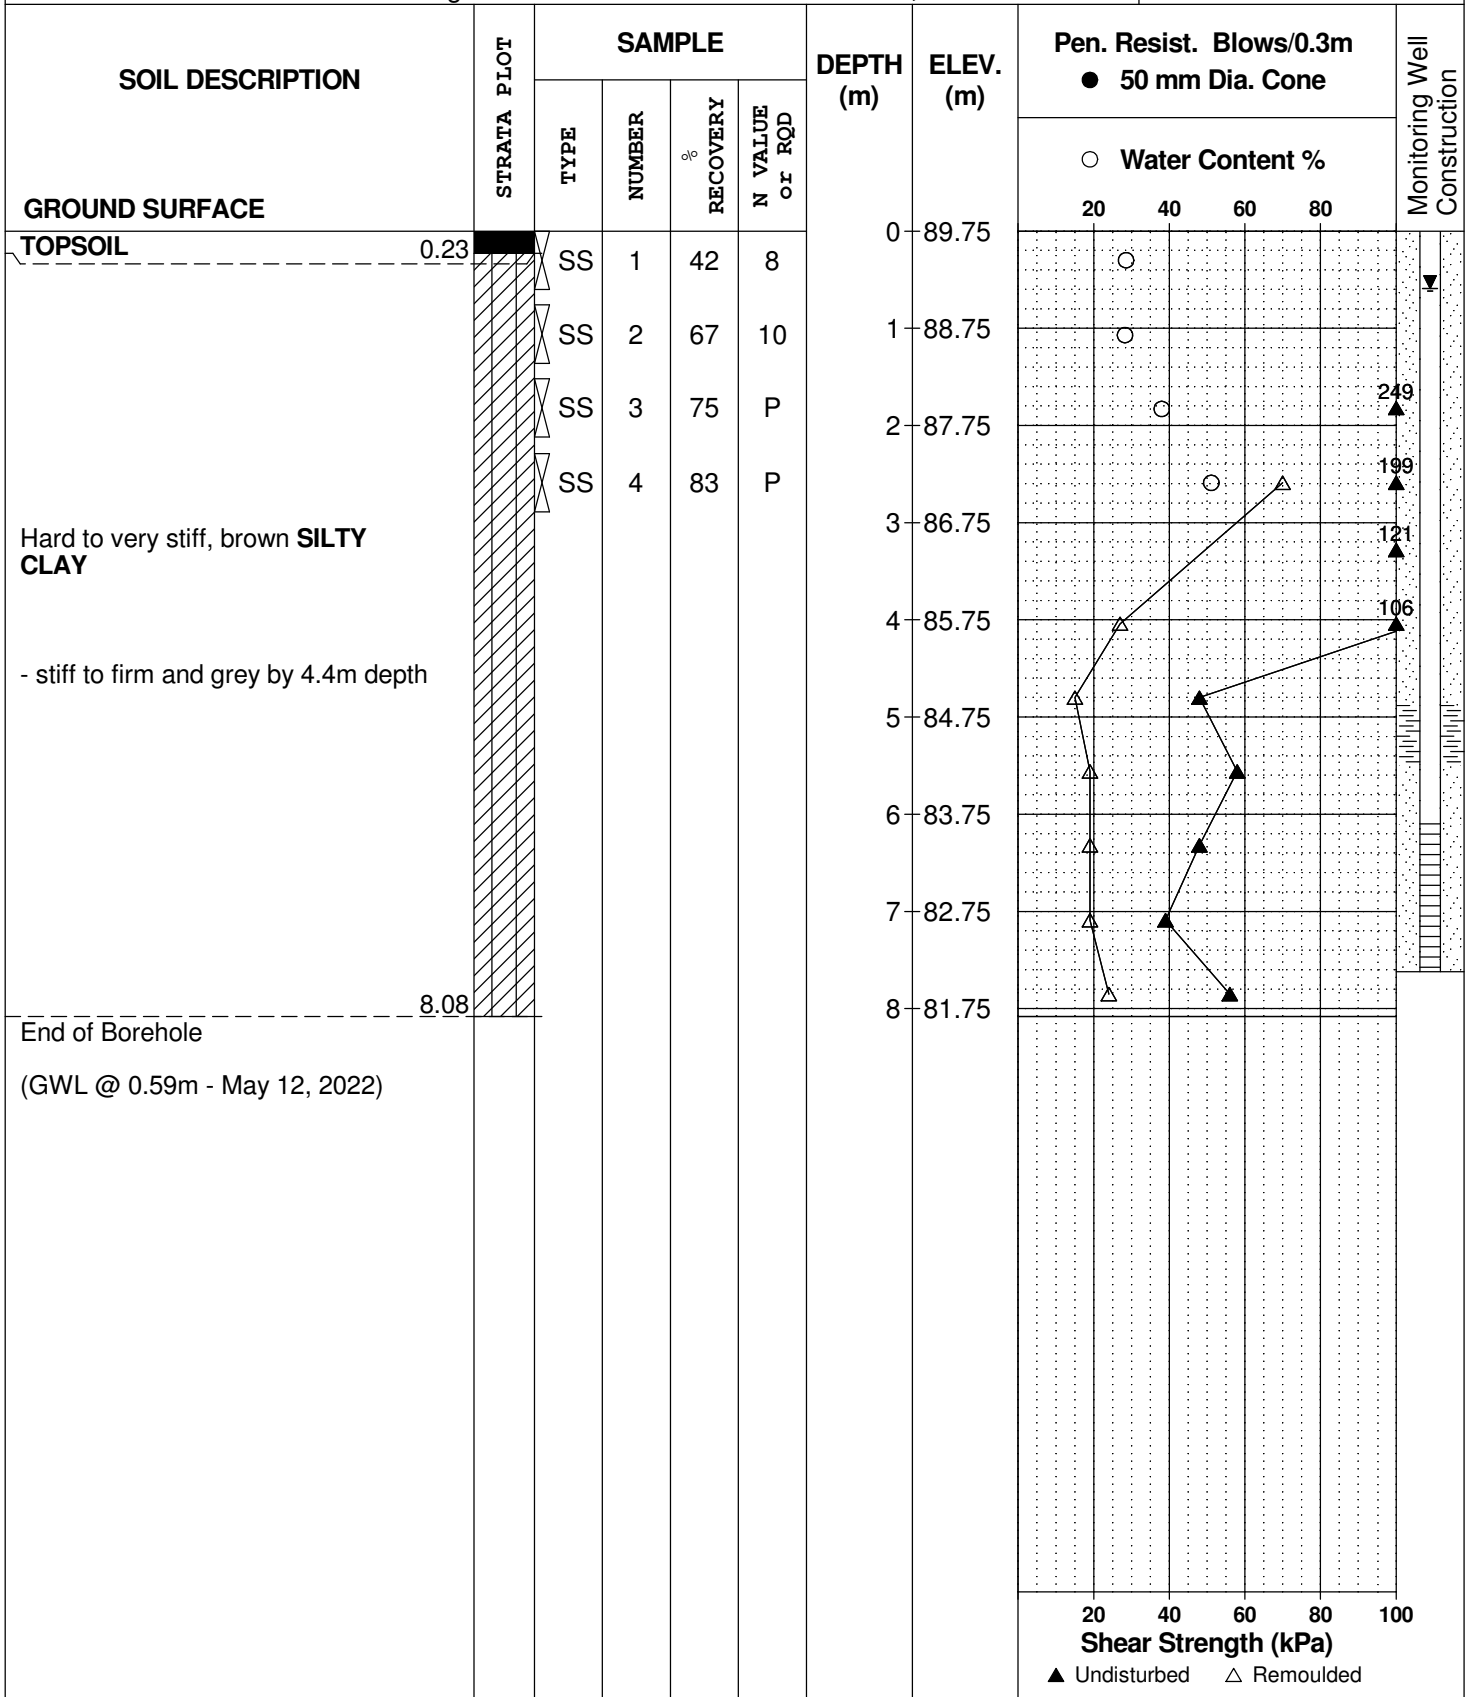 SOIL DESCRIPTION
GROUND SURFACE
STRATA PLOT
SAMPLE
TYPE
NUMBER
%
RECOVERY
N VALUE
or RQD
DEPTH
(m)
ELEV.
(m)
Pen. Resist. Blows/0.3m
● 50 mm Dia. Cone
○ Water Content %
20 40 60 80
Monitoring Well
Construction
TOPSOIL 0.23
SS 1 42 8
SS 2 67 10
SS 3 75 P
SS 4 83 P
0 89.75
1 88.75
2 87.75
3 86.75
4 85.75
5 84.75
6 83.75
7 82.75
8 81.75
249
199
121
106
Hard to very stiff, brown SILTY
CLAY
- stiff to firm and grey by 4.4m depth
8.08
End of Borehole
(GWL @ 0.59m - May 12, 2022)
20 40 60 80 100
Shear Strength (kPa)
▲ Undisturbed △ Remoulded